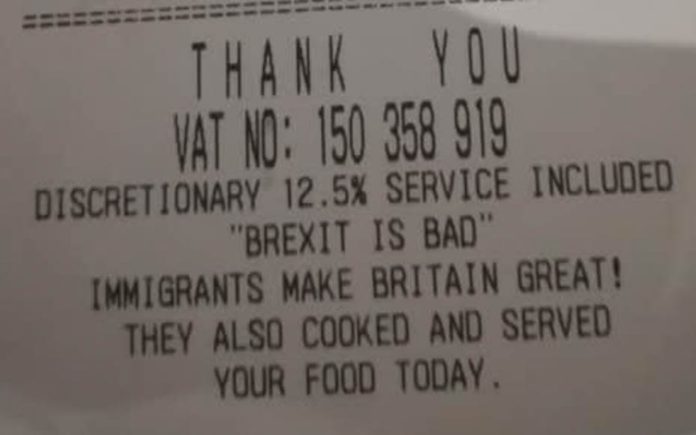 ================================
THANK YOU
VAT NO: 150 358 919
DISCRETIONARY 12.5% SERVICE INCLUDED
"BREXIT IS BAD"
IMMIGRANTS MAKE BRITAIN GREAT!
THEY ALSO COOKED AND SERVED
YOUR FOOD TODAY.